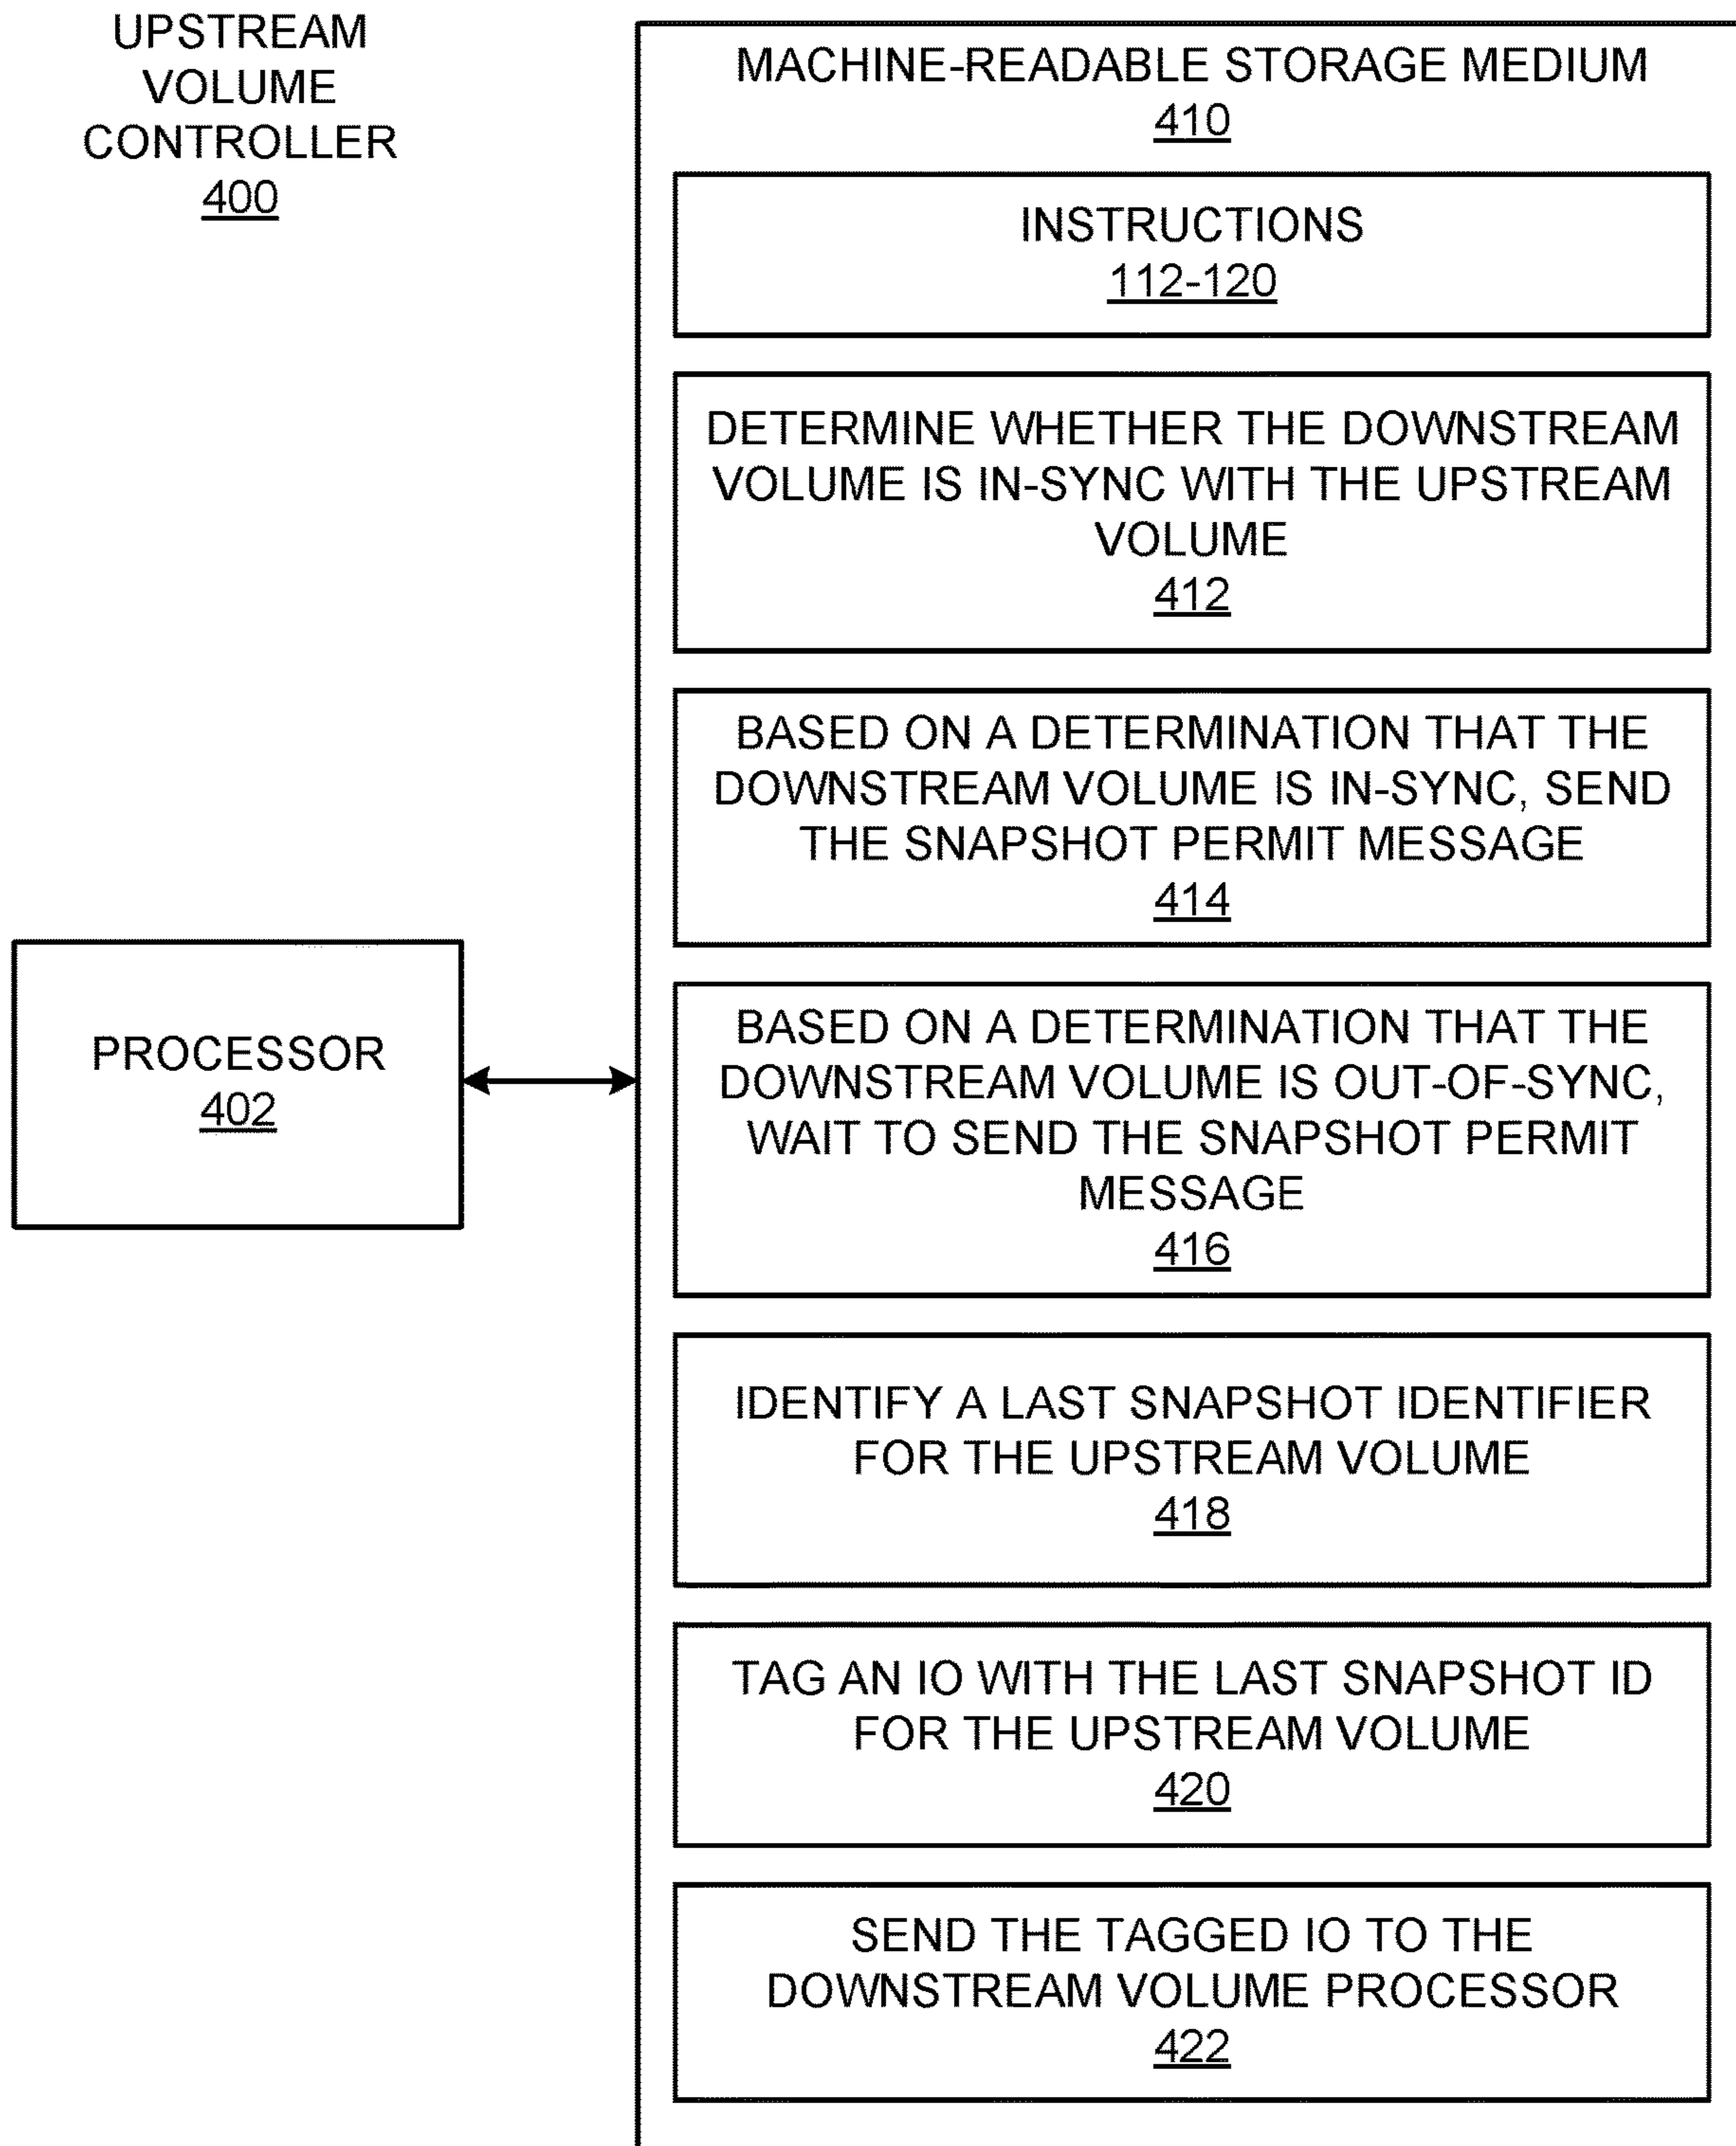 UPSTREAM
VOLUME
CONTROLLER
400
MACHINE-READABLE STORAGE MEDIUM
410
INSTRUCTIONS
112-120
DETERMINE WHETHER THE DOWNSTREAM
VOLUME IS IN-SYNC WITH THE UPSTREAM
VOLUME
412
BASED ON A DETERMINATION THAT THE
DOWNSTREAM VOLUME IS IN-SYNC, SEND
THE SNAPSHOT PERMIT MESSAGE
414
PROCESSOR
402
BASED ON A DETERMINATION THAT THE
DOWNSTREAM VOLUME IS OUT-OF-SYNC,
WAIT TO SEND THE SNAPSHOT PERMIT
MESSAGE
416
IDENTIFY A LAST SNAPSHOT IDENTIFIER
FOR THE UPSTREAM VOLUME
418
TAG AN IO WITH THE LAST SNAPSHOT ID
FOR THE UPSTREAM VOLUME
420
SEND THE TAGGED IO TO THE
DOWNSTREAM VOLUME PROCESSOR
422